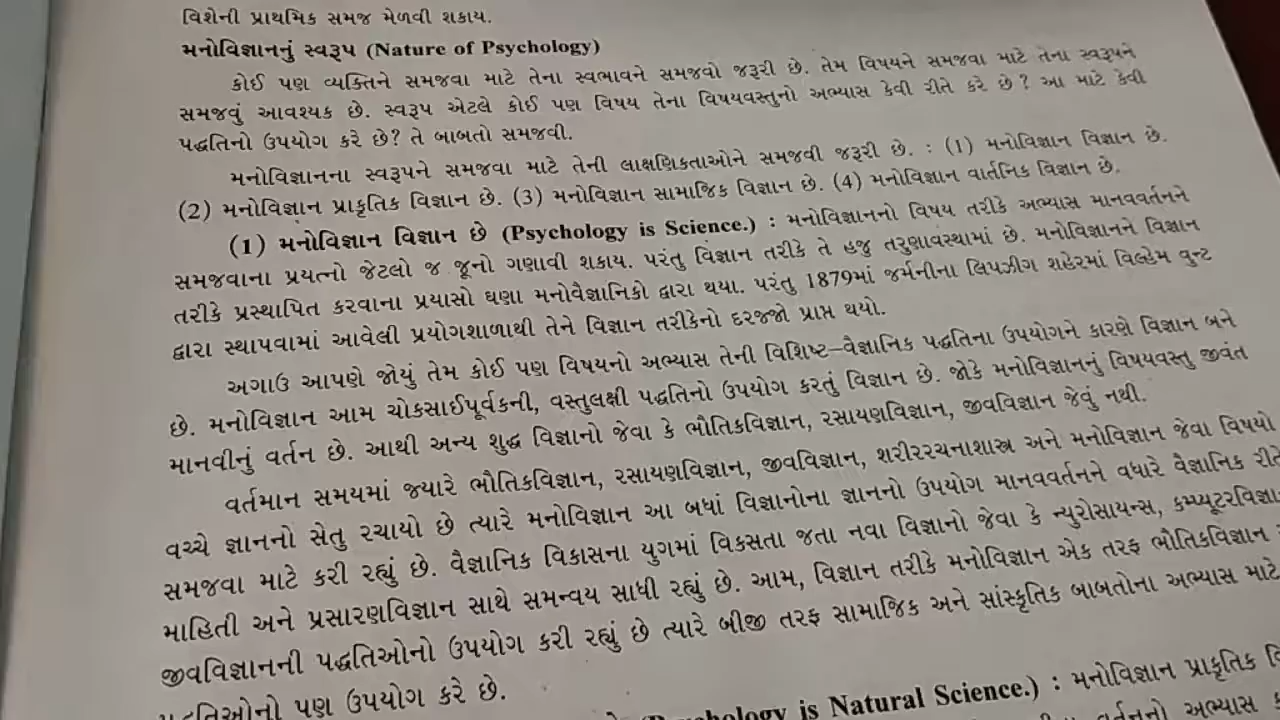 વિશેની પ્રાથમિક સમજ મેળવી શકાય.
મનોવિજ્ઞાનનું સ્વરૂપ (Nature of Psychology)
કોઈ પણ વ્યક્તિને સમજવા માટે તેના સ્વભાવને સમજવો જરૂરી છે. તેમ વિષયને સમજવા માટે તેના સ્વરૂપને
સમજવું આવશ્યક છે. સ્વરૂપ એટલે કોઈ પણ વિષય તેના વિષયવસ્તુનો અભ્યાસ કેવી રીતે કરે છે? આ માટે કેવી
પદ્ધતિનો ઉપયોગ કરે છે? તે બાબતો સમજવી.
મનોવિજ્ઞાનના સ્વરૂપને સમજવા માટે તેની લાક્ષણિકતાઓને સમજવી જરૂરી છે. : (1) મનોવિજ્ઞાન વિજ્ઞાન છે.
(2) મનોવિજ્ઞાન પ્રાકૃતિક વિજ્ઞાન છે. (3) મનોવિજ્ઞાન સામાજિક વિજ્ઞાન છે. (4) મનોવિજ્ઞાન વાર્તનિક વિજ્ઞાન છે.
(1) મનોવિજ્ઞાન વિજ્ઞાન છે (Psychology is Science.) : મનોવિજ્ઞાનનો વિષય તરીકે અભ્યાસ માનવવર્તનને
સમજવાના પ્રયત્નો જેટલો જ જૂનો ગણાવી શકાય. પરંતુ વિજ્ઞાન તરીકે તે હજુ તરુણાવસ્થામાં છે. મનોવિજ્ઞાનને વિજ્ઞાન
તરીકે પ્રસ્થાપિત કરવાના પ્રયાસો ઘણા મનોવૈજ્ઞાનિકો દ્વારા થયા. પરંતુ 1879માં જર્મનીના લિપઝીગ શહેરમાં વિલ્હેમ વુન્ટ
દ્વારા સ્થાપવામાં આવેલી પ્રયોગશાળાથી તેને વિજ્ઞાન તરીકેનો દરજ્જો પ્રાપ્ત થયો.
અગાઉ આપણે જોયું તેમ કોઈ પણ વિષયનો અભ્યાસ તેની વિશિષ્ટ–વૈજ્ઞાનિક પદ્ધતિના ઉપયોગને કારણે વિજ્ઞાન બને
છે. મનોવિજ્ઞાન આમ ચોકસાઈપૂર્વકની, વસ્તુલક્ષી પદ્ધતિનો ઉપયોગ કરતું વિજ્ઞાન છે. જોકે મનોવિજ્ઞાનનું વિષયવસ્તુ જીવંત
માનવીનું વર્તન છે. આથી અન્ય શુદ્ધ વિજ્ઞાનો જેવા કે ભૌતિકવિજ્ઞાન, રસાયણવિજ્ઞાન, જીવવિજ્ઞાન જેવું નથી.
વર્તમાન સમયમાં જ્યારે ભૌતિકવિજ્ઞાન, રસાયણવિજ્ઞાન, જીવવિજ્ઞાન, શરીરરચનાશાસ્ત્ર અને મનોવિજ્ઞાન જેવા વિષયો
વચ્ચે જ્ઞાનનો સેતુ રચાયો છે ત્યારે મનોવિજ્ઞાન આ બધાં વિજ્ઞાનોના જ્ઞાનનો ઉપયોગ માનવવર્તનને વધારે વૈજ્ઞાનિક રીતે
સમજવા માટે કરી રહ્યું છે. વૈજ્ઞાનિક વિકાસના યુગમાં વિકસતા જતા નવા વિજ્ઞાનો જેવા કે ન્યુરોસાયન્સ, કમ્પ્યૂટરવિજ્ઞા
માહિતી અને પ્રસારણવિજ્ઞાન સાથે સમન્વય સાધી રહ્યું છે. આમ, વિજ્ઞાન તરીકે મનોવિજ્ઞાન એક તરફ ભૌતિકવિજ્ઞાન
જીવવિજ્ઞાનની પદ્ધતિઓનો ઉપયોગ કરી રહ્યું છે ત્યારે બીજી તરફ સામાજિક અને સાંસ્કૃતિક બાબતોના અભ્યાસ માટે
પદ્ધતિઓનો પણ ઉપયોગ કરે છે.
(Psychology is Natural Science.) : મનોવિજ્ઞાન પ્રાકૃતિક
વર્તનનો અભ્યાસ